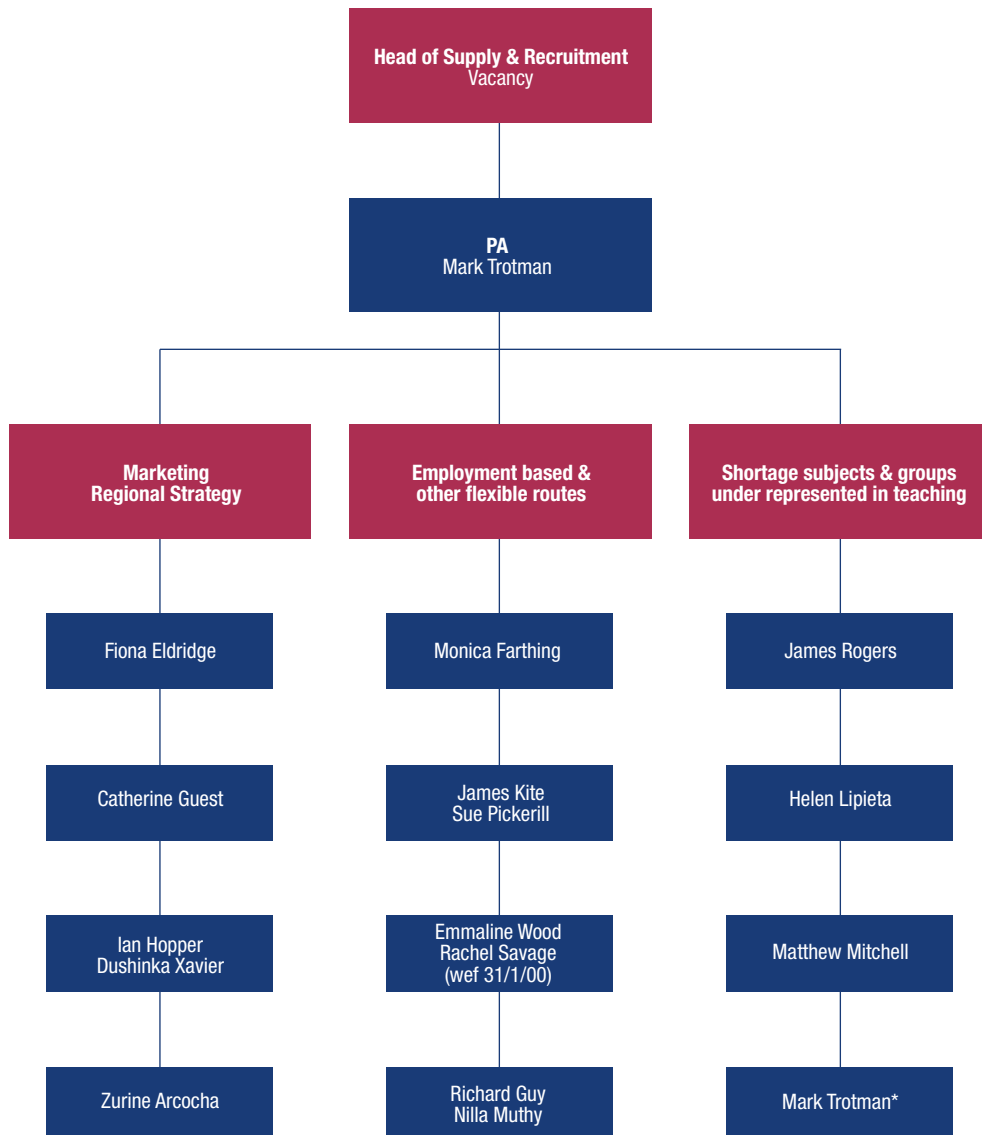 Head of Supply & Recruitment
Vacancy
PA
Mark Trotman
Marketing
Regional Strategy
Employment based &
other flexible routes
Shortage subjects & groups
under represented in teaching
Fiona Eldridge
Monica Farthing
James Rogers
Catherine Guest
James Kite
Sue Pickerill
Helen Lipieta
Ian Hopper
Dushinka Xavier
Emmaline Wood
Rachel Savage
(wef 31/1/00)
Matthew Mitchell
Zurine Arcocha
Richard Guy
Nilla Muthy
Mark Trotman*